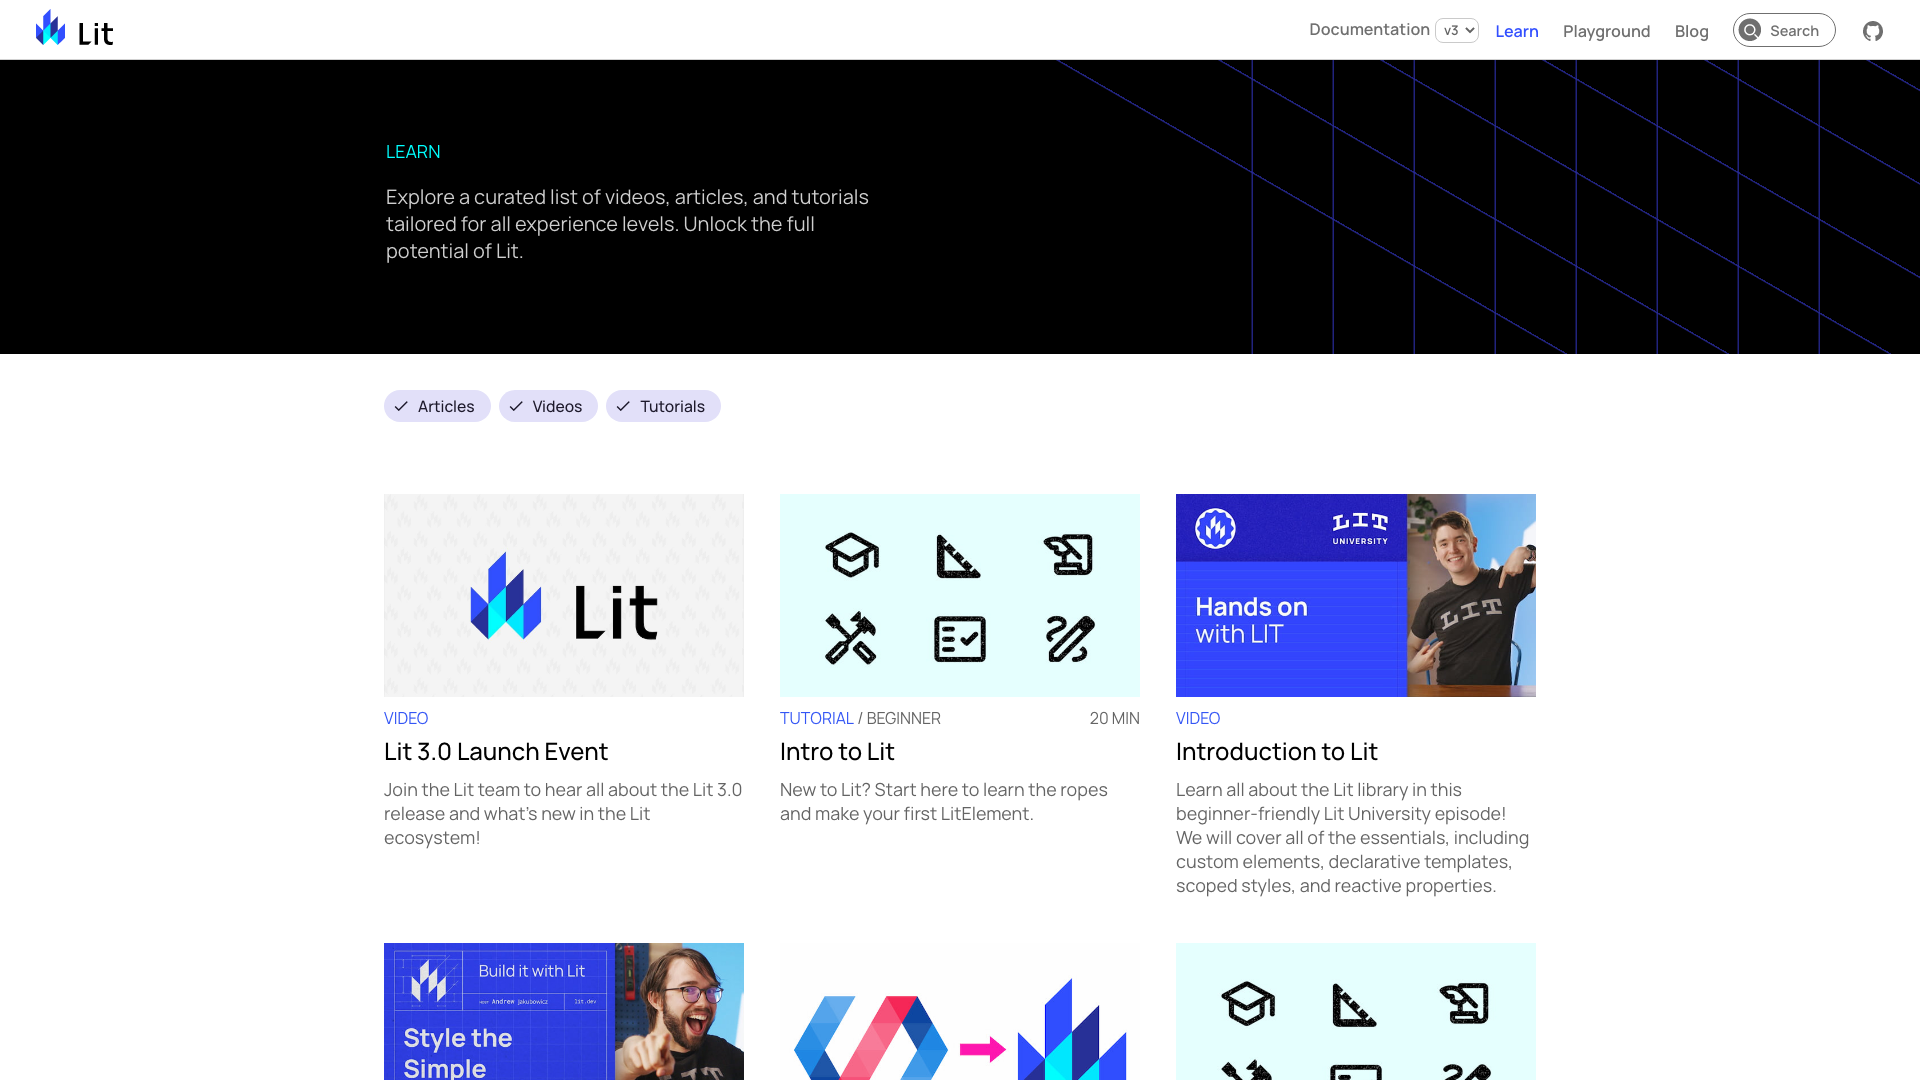 Lit
Documentation v3 Learn Playground Blog Search
LEARN
Explore a curated list of videos, articles, and tutorials
tailored for all experience levels. Unlock the full
potential of Lit.
Articles Videos Tutorials
Lit
LIT
UNIVERSITY
Hands on
with LIT
LIT
VIDEO
Lit 3.0 Launch Event
Join the Lit team to hear all about the Lit 3.0
release and what's new in the Lit
ecosystem!
TUTORIAL / BEGINNER 20 MIN
Intro to Lit
New to Lit? Start here to learn the ropes
and make your first LitElement.
VIDEO
Introduction to Lit
Learn all about the Lit library in this
beginner-friendly Lit University episode!
We will cover all of the essentials, including
custom elements, declarative templates,
scoped styles, and reactive properties.
Build it with Lit
HOST Andrew Jakubowicz lit.dev
Style the
Simple